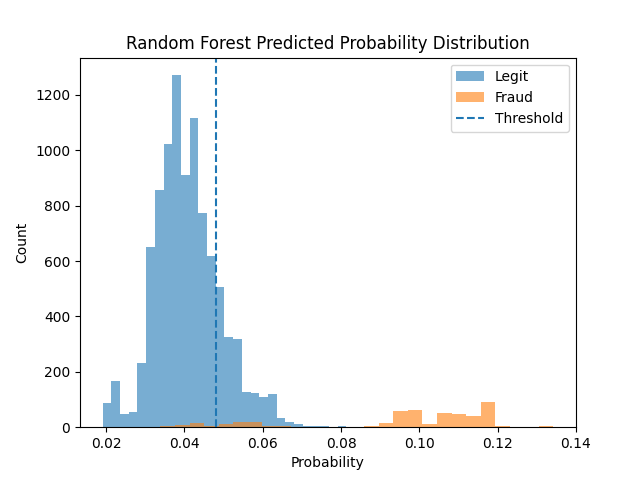 Random Forest Predicted Probability Distribution
Legit
Fraud
Threshold
1200
1000
800
600
400
200
0
Count
0.02 0.04 0.06 0.08 0.10 0.12 0.14
Probability